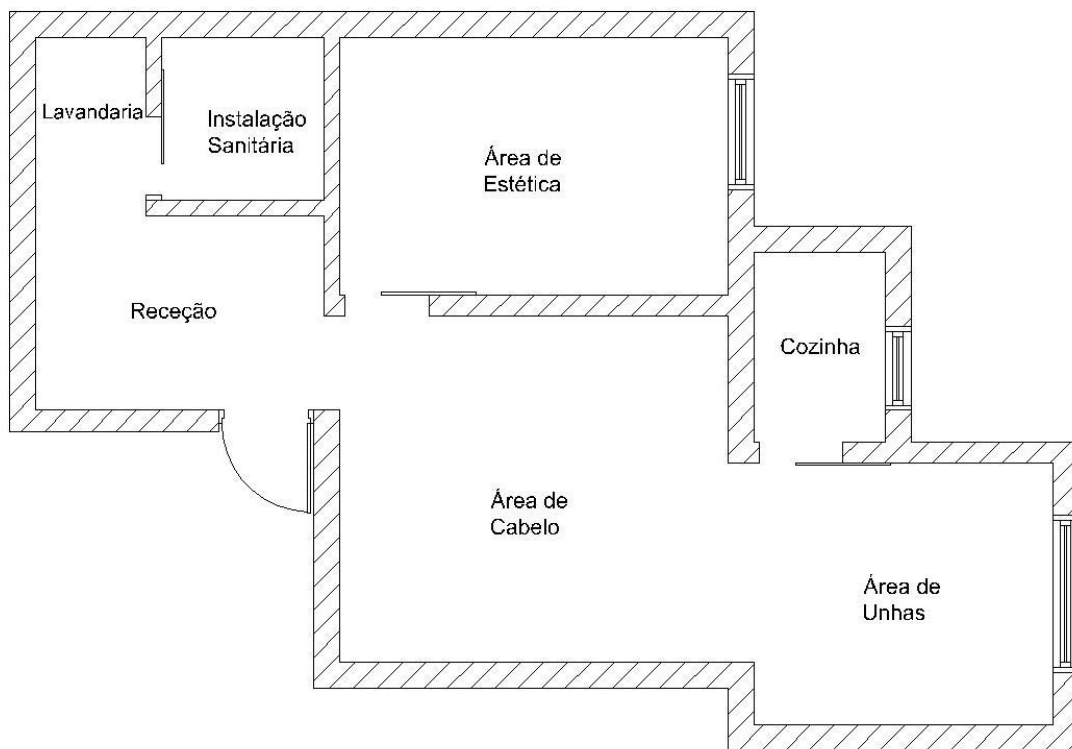 Lavandaria
Instalação
Sanitária
Área de
Estética
Receção
Cozinha
Área de
Cabelo
Área de
Unhas